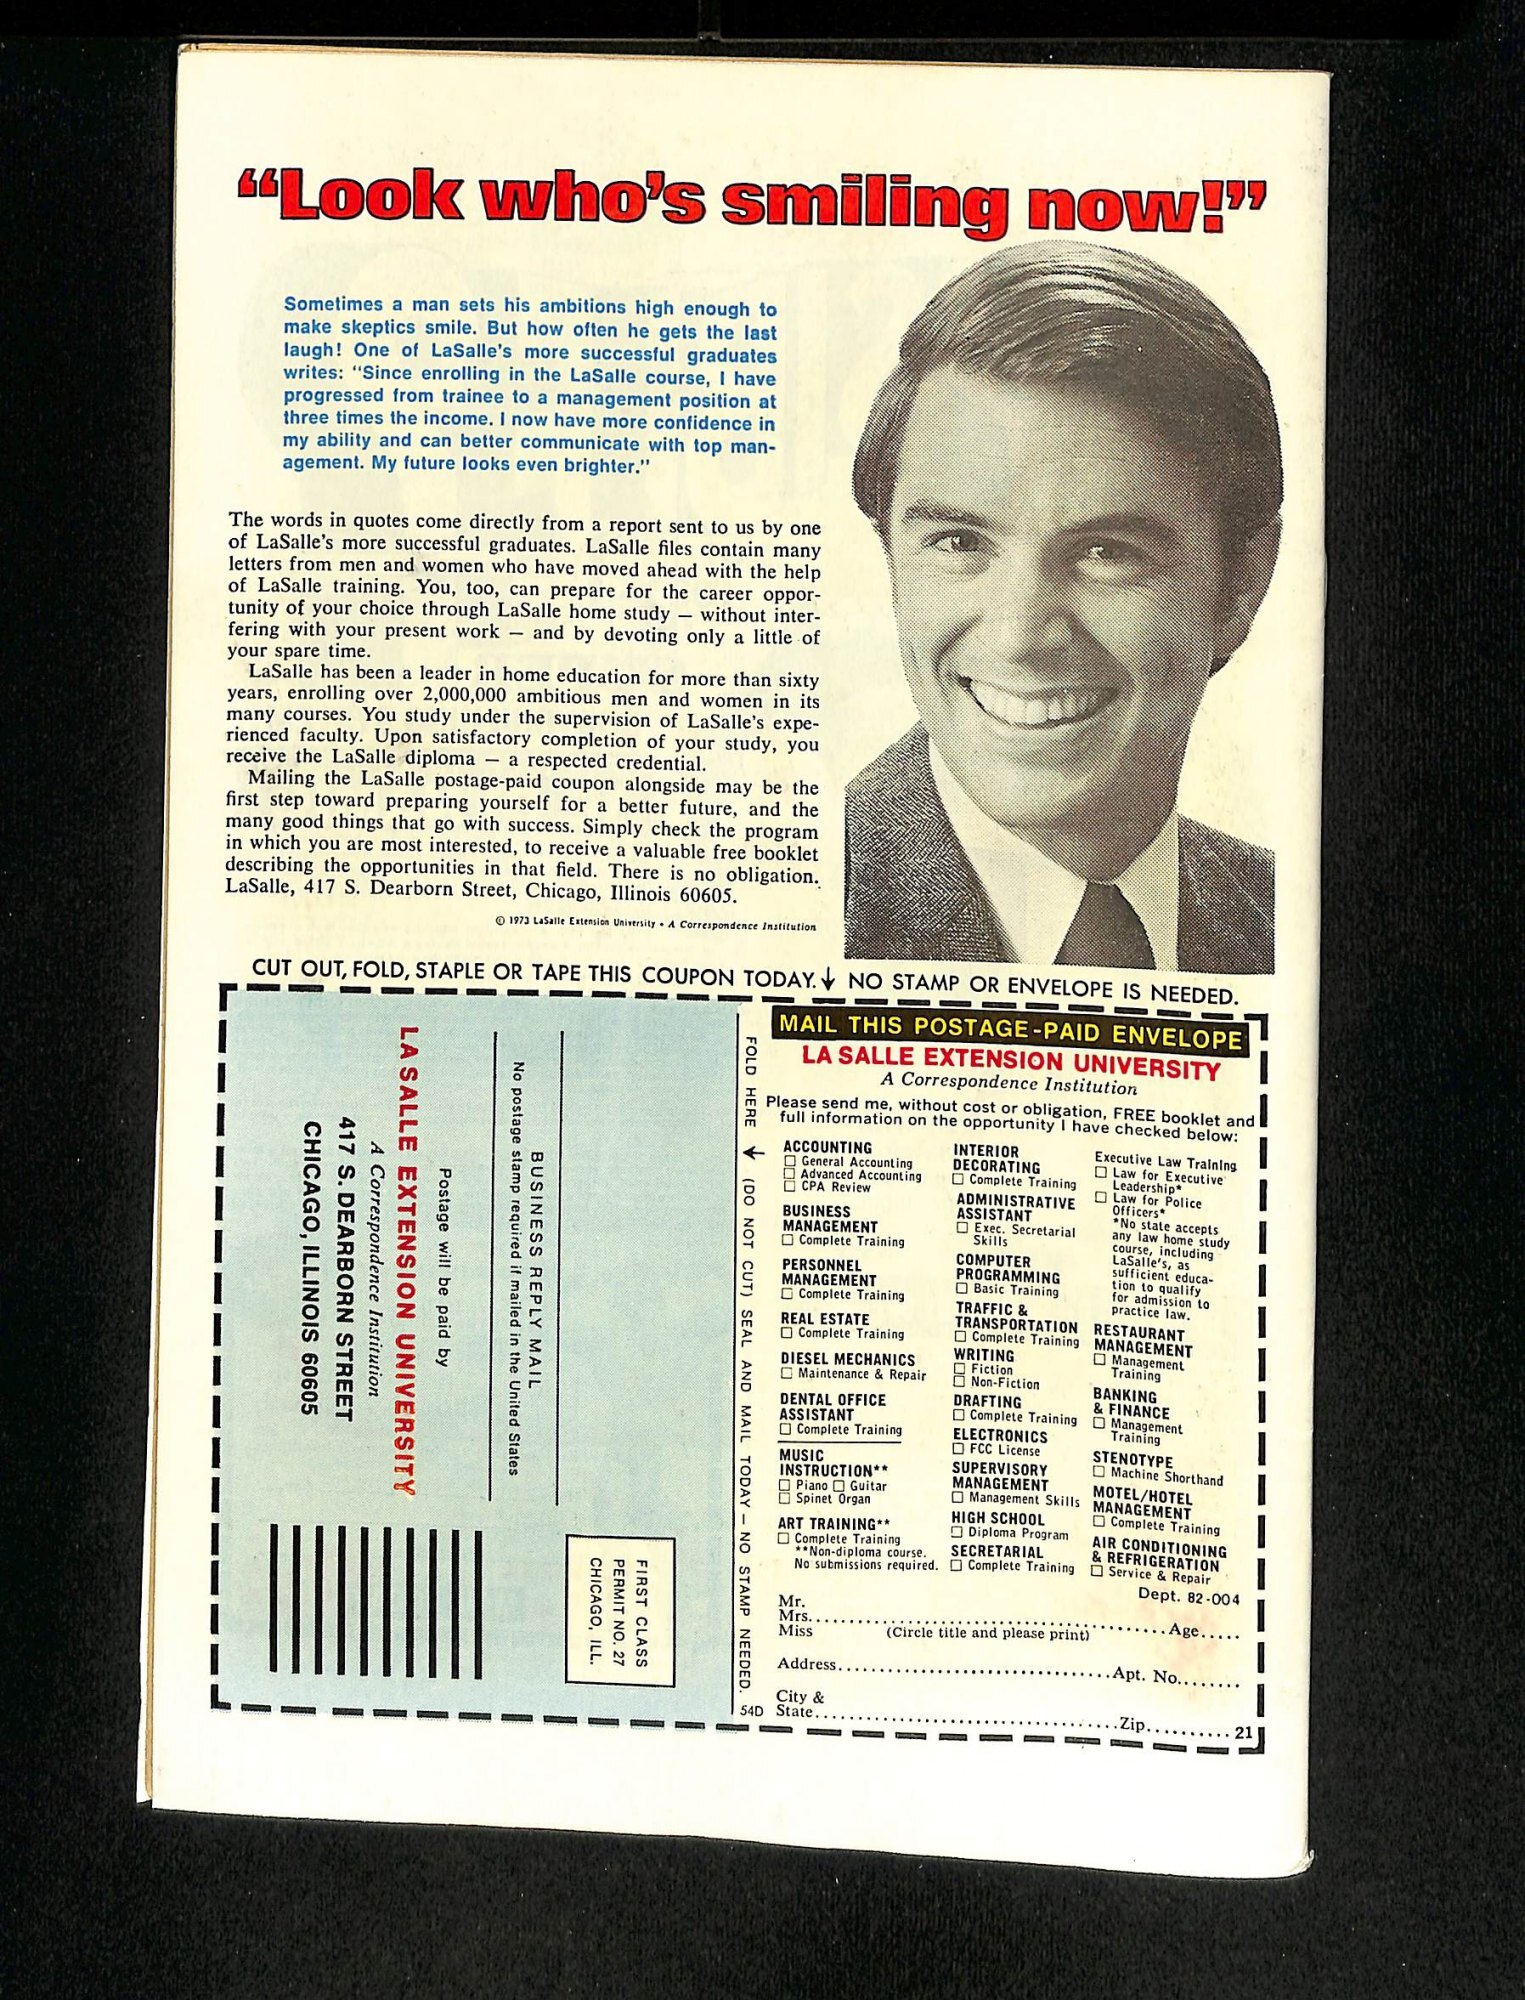 “Look who’s smiling now!”
Sometimes a man sets his ambitions high enough to
make skeptics smile. But how often he gets the last
laugh! One of LaSalle's more successful graduates
writes: "Since enrolling in the LaSalle course, I have
progressed from trainee to a management position at
three times the income. I now have more confidence in
my ability and can better communicate with top man-
agement. My future looks even brighter."
The words in quotes come directly from a report sent to us by one
of LaSalle's more successful graduates. LaSalle files contain many
letters from men and women who have moved ahead with the help
of LaSalle training. You, too, can prepare for the career oppor-
tunity of your choice through LaSalle home study — without inter-
fering with your present work — and by devoting only a little of
your spare time.
LaSalle has been a leader in home education for more than sixty
years, enrolling over 2,000,000 ambitious men and women in its
many courses. You study under the supervision of LaSalle's expe-
rienced faculty. Upon satisfactory completion of your study, you
receive the LaSalle diploma — a respected credential.
Mailing the LaSalle postage-paid coupon alongside may be the
first step toward preparing yourself for a better future, and the
many good things that go with success. Simply check the program
in which you are most interested, to receive a valuable free booklet
describing the opportunities in that field. There is no obligation.
LaSalle, 417 S. Dearborn Street, Chicago, Illinois 60605.
© 1973 LaSalle Extension University • A Correspondence Institution
CUT OUT, FOLD, STAPLE OR TAPE THIS COUPON TODAY.↓ NO STAMP OR ENVELOPE IS NEEDED.
FIRST CLASS
PERMIT NO. 27
CHICAGO, ILL.
BUSINESS REPLY MAIL
No postage stamp required if mailed in the United States
Postage will be paid by
LA SALLE EXTENSION UNIVERSITY
A Correspondence Institution
417 S. DEARBORN STREET
CHICAGO, ILLINOIS 60605
FOLD HERE ↓ (DO NOT CUT) SEAL AND MAIL TODAY — NO STAMP NEEDED.
54D
MAIL THIS POSTAGE-PAID ENVELOPE
LA SALLE EXTENSION UNIVERSITY
A Correspondence Institution
Please send me, without cost or obligation, FREE booklet and
full information on the opportunity I have checked below:
ACCOUNTING
☐ General Accounting
☐ Advanced Accounting
☐ CPA Review
BUSINESS
MANAGEMENT
☐ Complete Training
PERSONNEL
MANAGEMENT
☐ Complete Training
REAL ESTATE
☐ Complete Training
DIESEL MECHANICS
☐ Maintenance & Repair
DENTAL OFFICE
ASSISTANT
☐ Complete Training
MUSIC
INSTRUCTION**
☐ Piano ☐ Guitar
☐ Spinet Organ
ART TRAINING**
☐ Complete Training
**Non-diploma course.
No submissions required.
INTERIOR
DECORATING
☐ Complete Training
ADMINISTRATIVE
ASSISTANT
☐ Exec. Secretarial
Skills
COMPUTER
PROGRAMMING
☐ Basic Training
TRAFFIC &
TRANSPORTATION
☐ Complete Training
WRITING
☐ Fiction
☐ Non-Fiction
DRAFTING
☐ Complete Training
ELECTRONICS
☐ FCC License
SUPERVISORY
MANAGEMENT
☐ Management Skills
HIGH SCHOOL
☐ Diploma Program
SECRETARIAL
☐ Complete Training
Executive Law Training
☐ Law for Executive
Leadership*
☐ Law for Police
Officers*
*No state accepts
any law home study
course, including
LaSalle's, as
sufficient educa-
tion to qualify
for admission to
practice law.
RESTAURANT
MANAGEMENT
☐ Management
Training
BANKING
& FINANCE
☐ Management
Training
STENOTYPE
☐ Machine Shorthand
MOTEL/HOTEL
MANAGEMENT
☐ Complete Training
AIR CONDITIONING
& REFRIGERATION
☐ Service & Repair
Dept. 82-004
Mr.
Mrs. Age
Miss (Circle title and please print)
Address Apt. No.
City &
State Zip 21